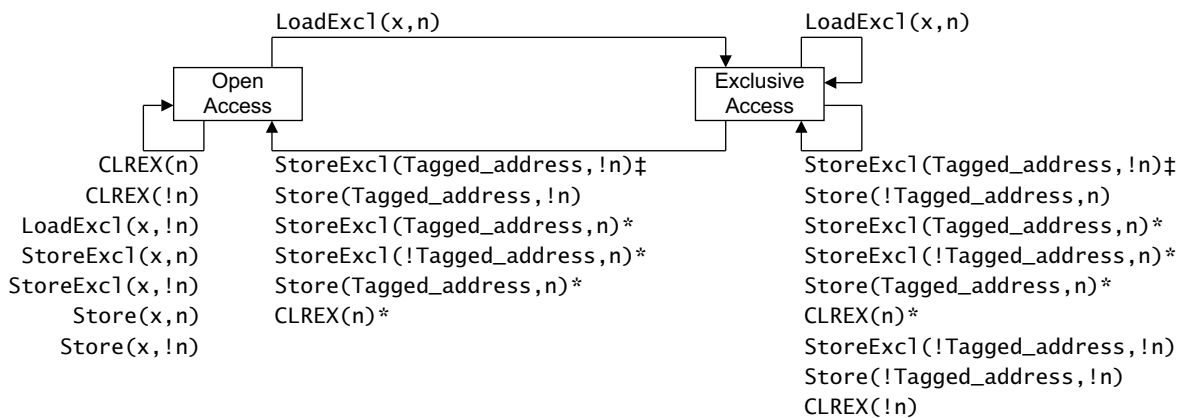 LoadExcl(x,n)
LoadExcl(x,n)
Open
Access
Exclusive
Access
CLREX(n)
CLREX(!n)
LoadExcl(x,!n)
StoreExcl(x,n)
StoreExcl(x,!n)
Store(x,n)
Store(x,!n)
StoreExcl(Tagged_address,!n)‡
Store(Tagged_address,!n)
StoreExcl(Tagged_address,n)*
StoreExcl(!Tagged_address,n)*
Store(Tagged_address,n)*
CLREX(n)*
StoreExcl(Tagged_address,!n)‡
Store(!Tagged_address,n)
StoreExcl(Tagged_address,n)*
StoreExcl(!Tagged_address,n)*
Store(Tagged_address,n)*
CLREX(n)*
StoreExcl(!Tagged_address,!n)
Store(!Tagged_address,!n)
CLREX(!n)